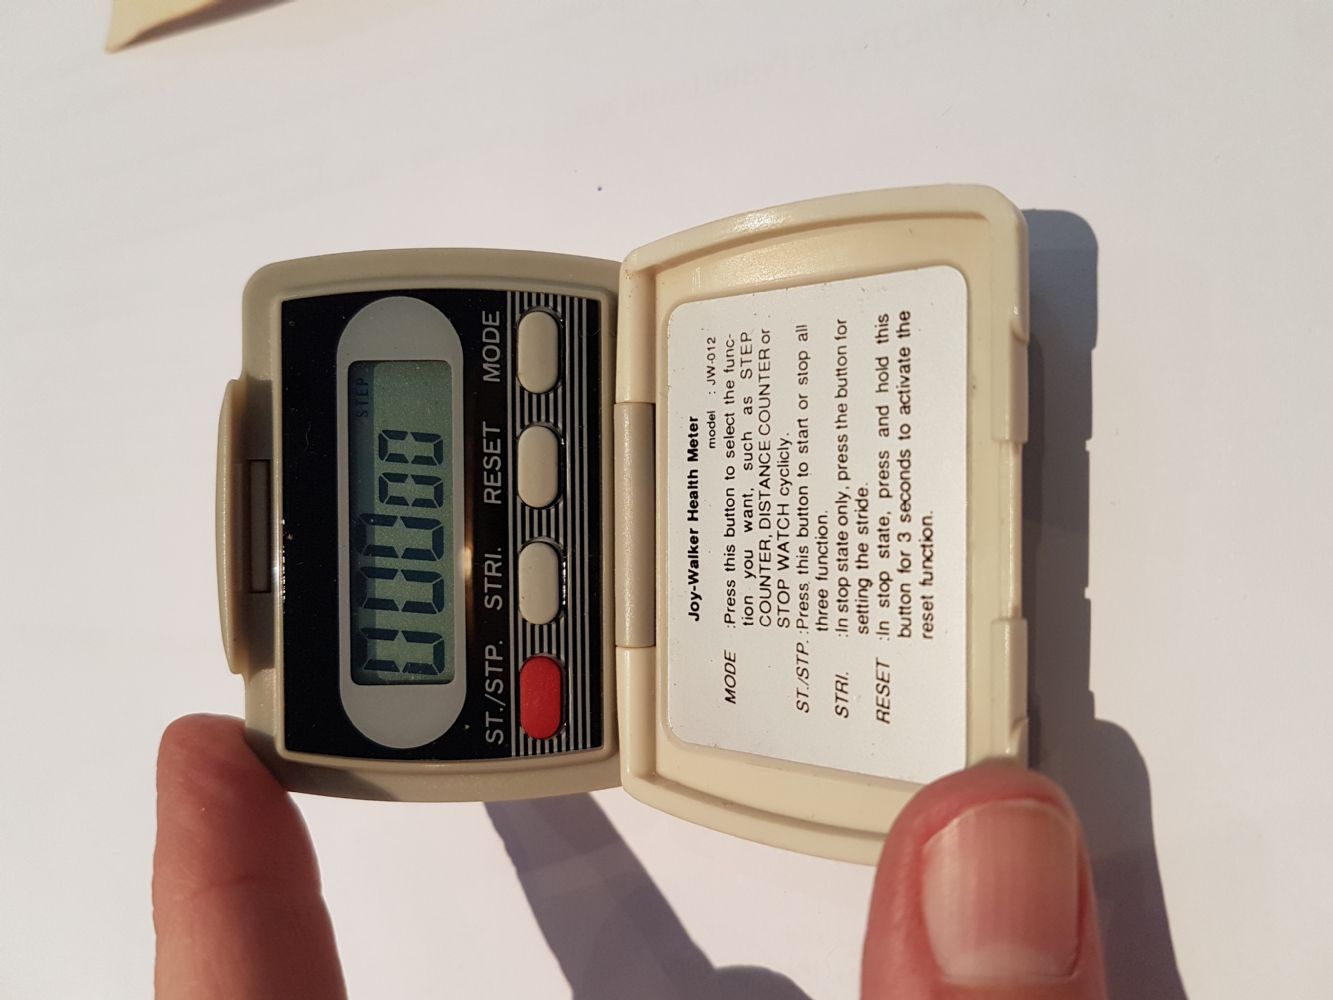 STEP
00000
ST./STP. STRI. RESET MODE
Joy-Walker Health Meter
model : JW-012
MODE :Press this button to select the func-
tion you want, such as STEP
COUNTER, DISTANCE COUNTER or
STOP WATCH cyclicly.
ST./STP. :Press this button to start or stop all
three function.
STRI. :In stop state only, press the button for
setting the stride.
RESET :In stop state, press and hold this
button for 3 seconds to activate the
reset function.